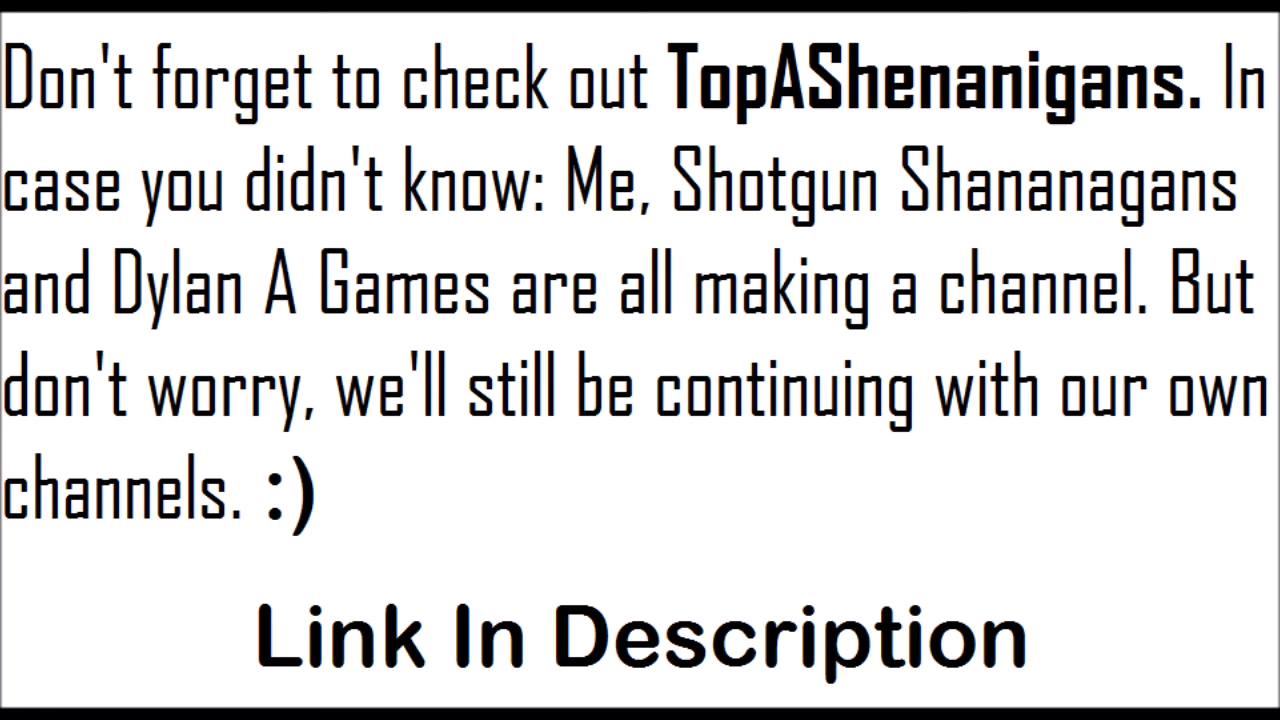 Don't forget to check out TopAShenanigans. In
case you didn't know: Me, Shotgun Shananagans
and Dylan A Games are all making a channel. But
don't worry, we'll still be continuing with our own
channels. :)
Link In Description